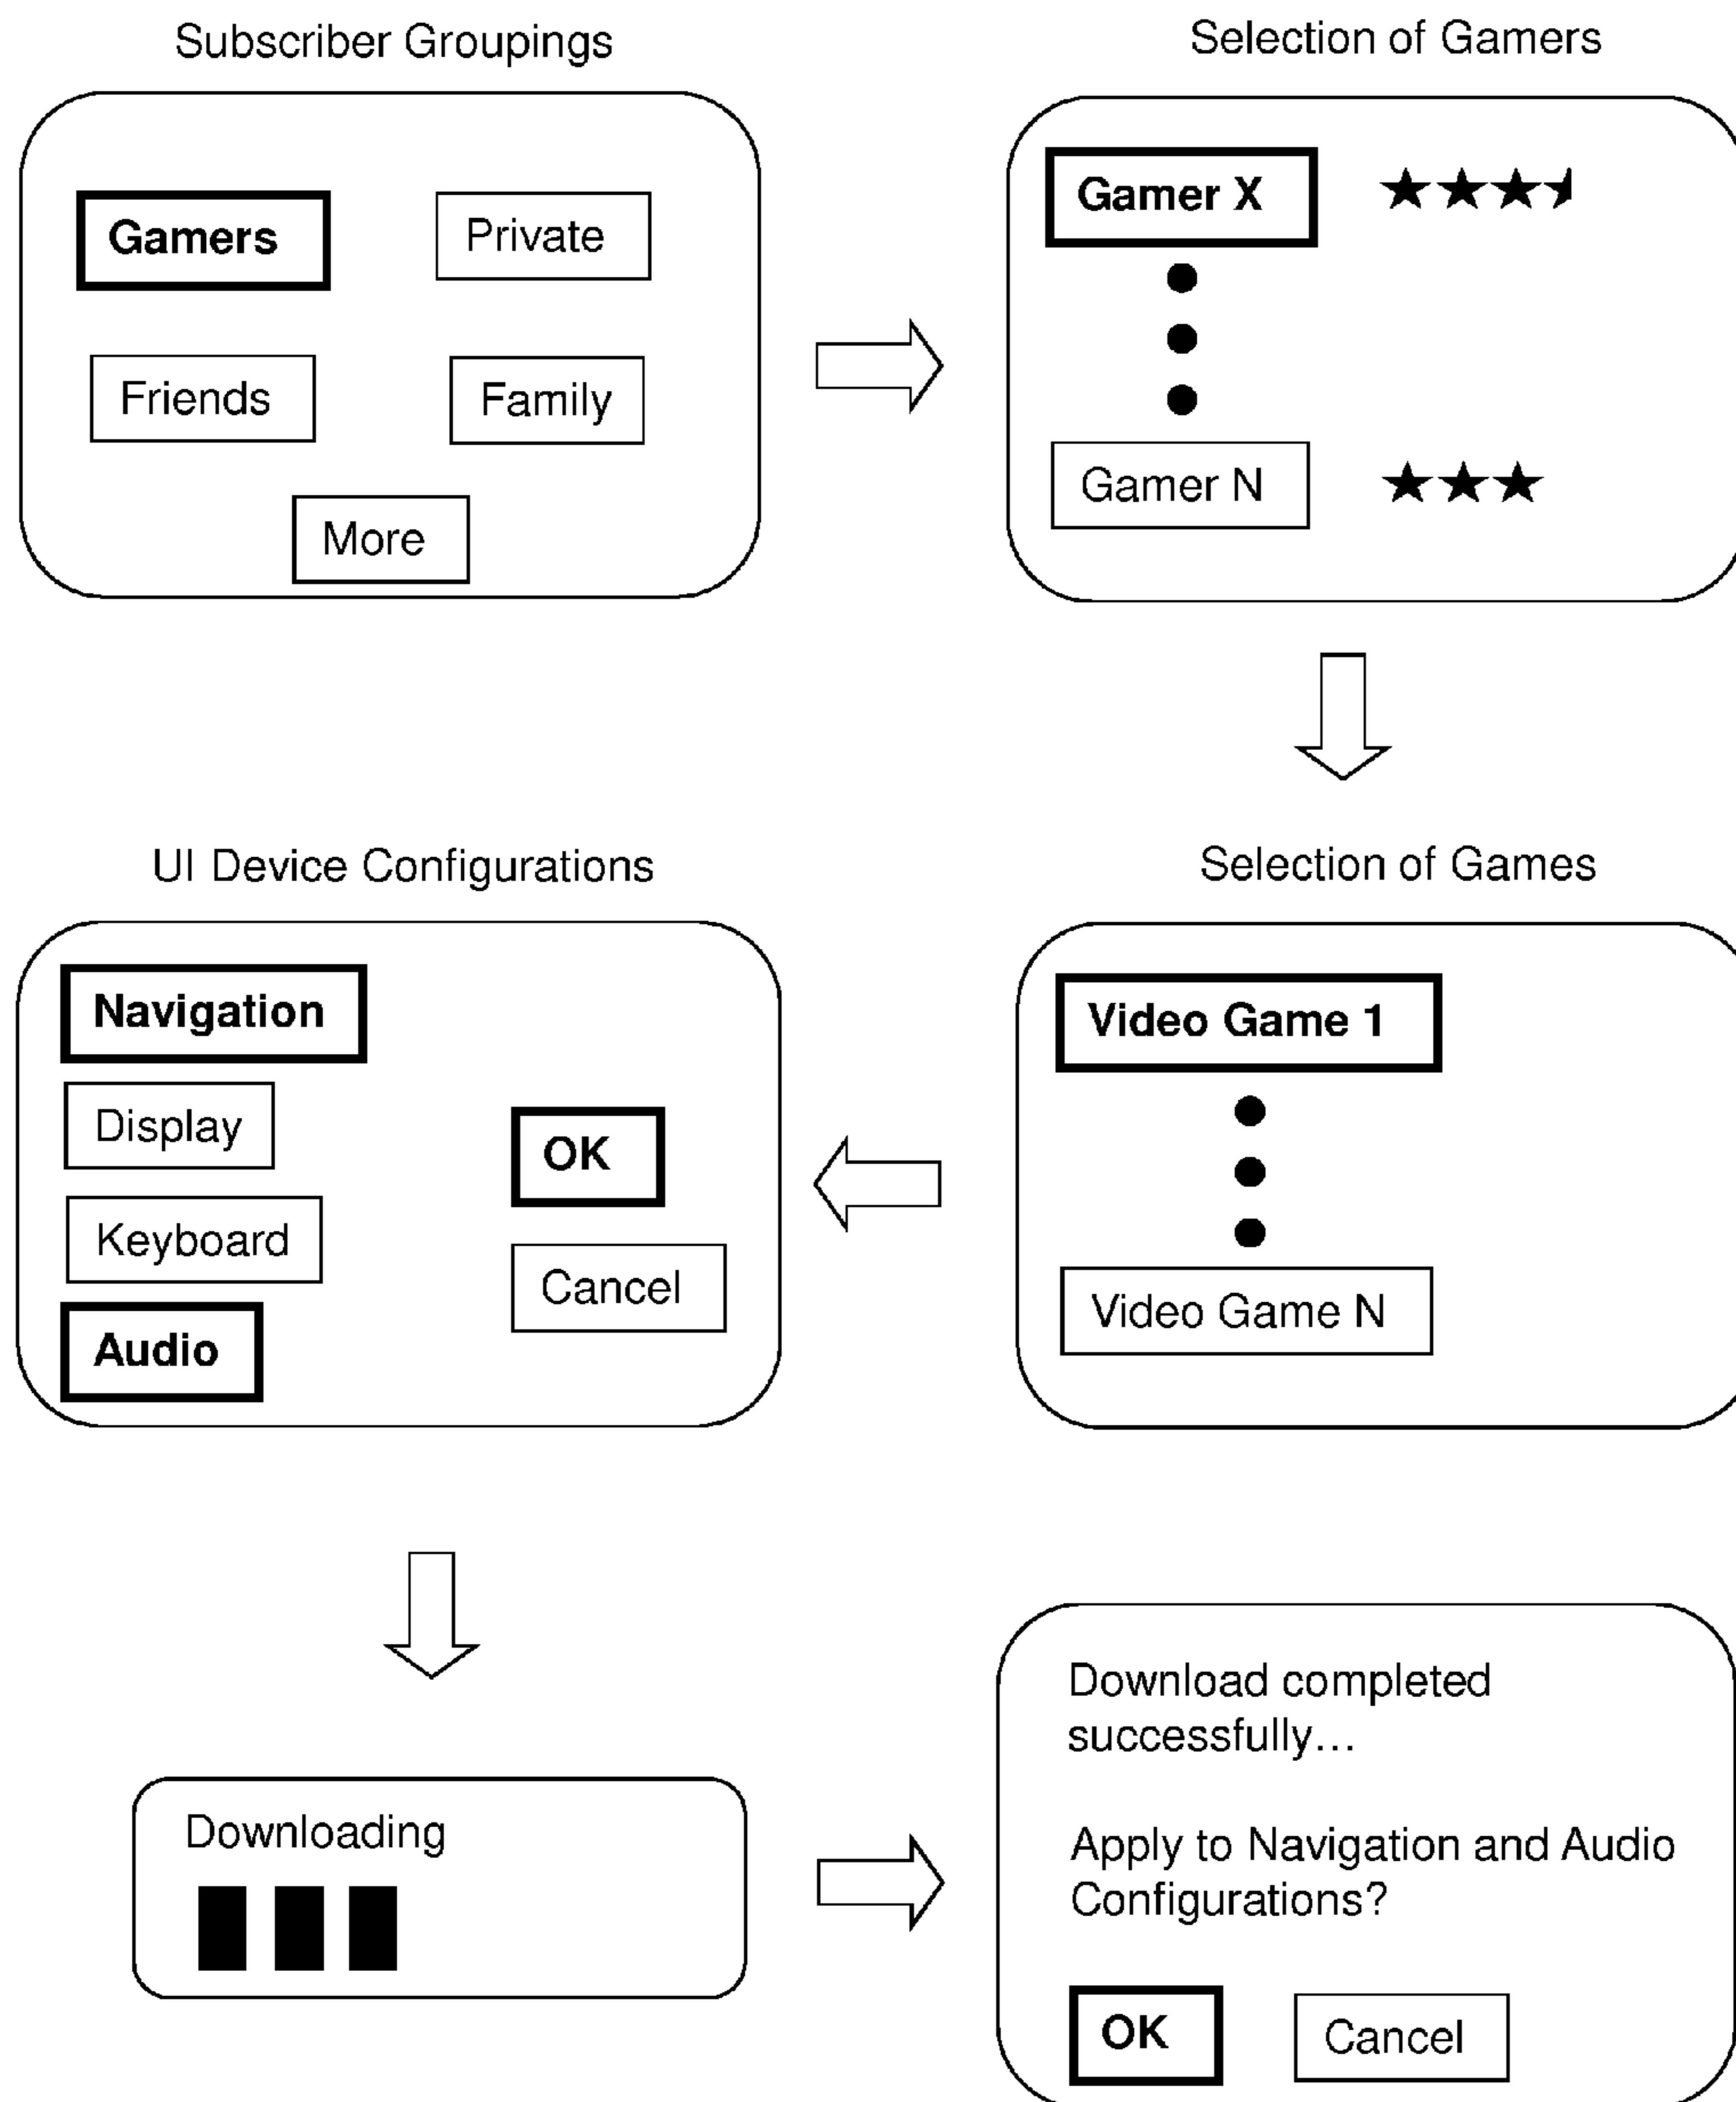 Subscriber Groupings
Gamers
Private
Friends
Family
More
Selection of Gamers
Gamer X
Gamer N
Selection of Games
Video Game 1
Video Game N
UI Device Configurations
Navigation
Display
Keyboard
Audio
OK
Cancel
Downloading
Download completed
successfully...
Apply to Navigation and Audio
Configurations?
OK
Cancel